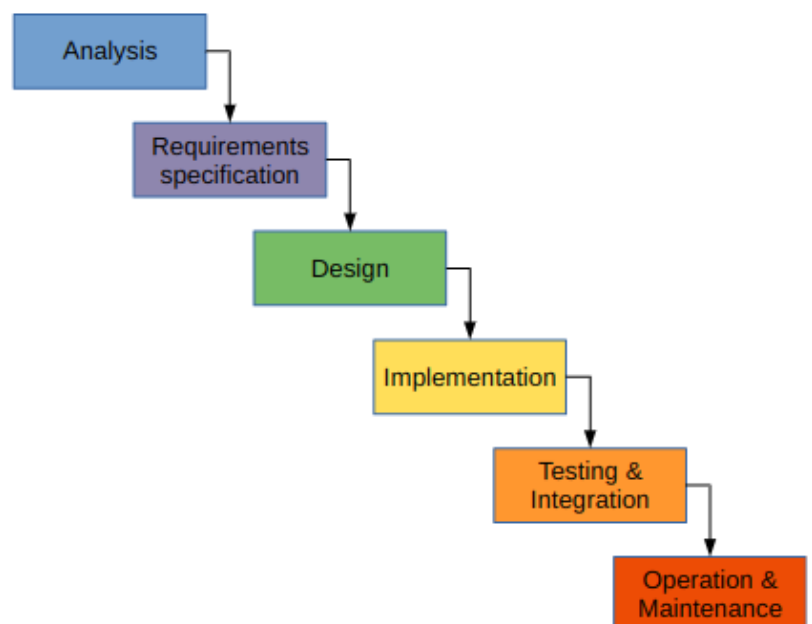 Analysis
Requirements
specification
Design
Implementation
Testing &
Integration
Operation &
Maintenance